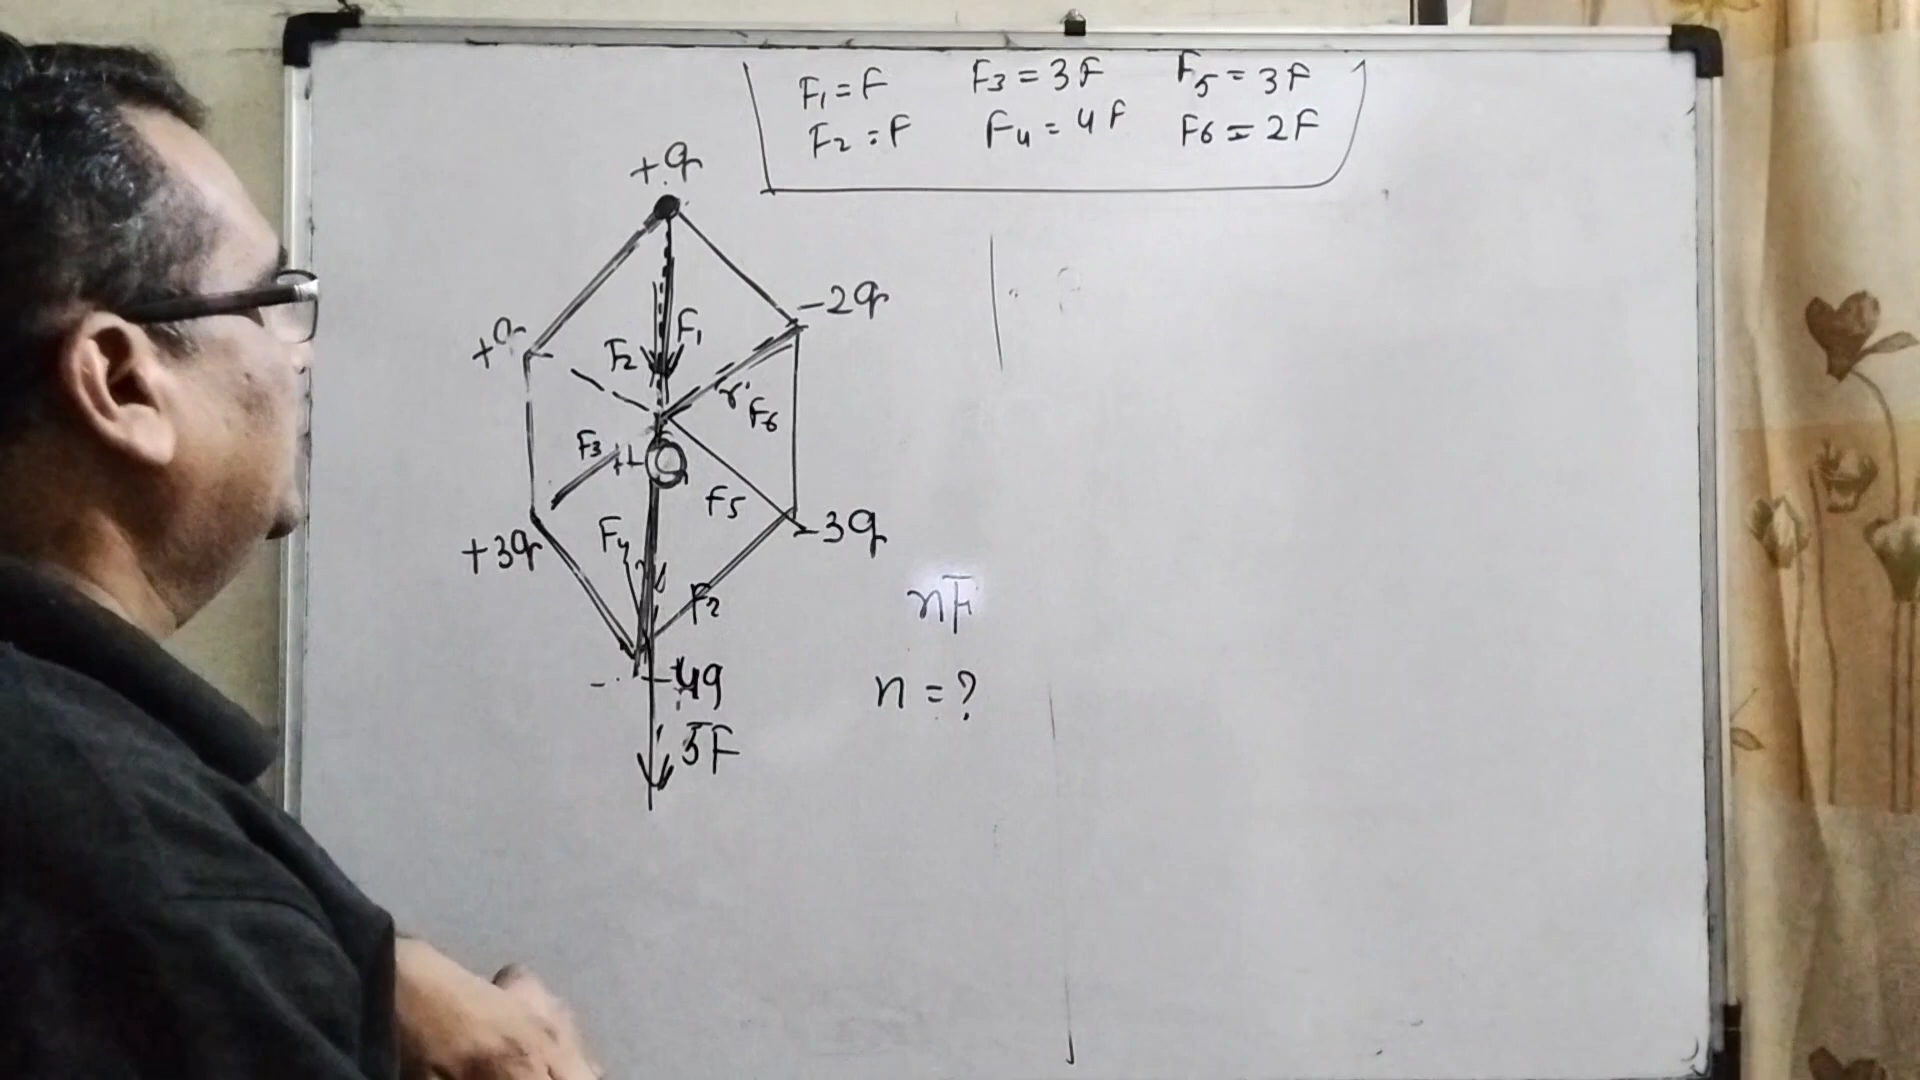 F1 = F F3 = 3F F5 = 3F
F2 = F F4 = 4F F6 = 2F
+q
-2q
+q
F2 F1
r F6
F3 +
F5
F4
+3q -3q
F2
nF
-4q n = ?
5F